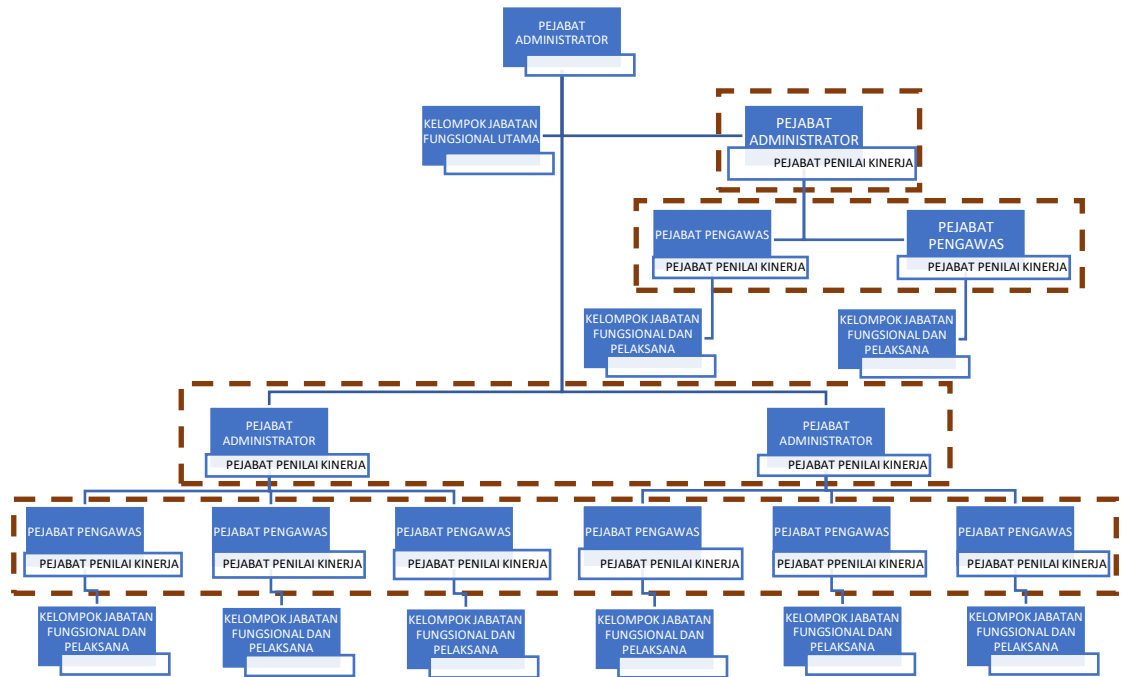 PEJABAT
ADMINISTRATOR
KELOMPOK JABATAN
FUNGSIONAL UTAMA
PEJABAT
ADMINISTRATOR
PEJABAT PENILAI KINERJA
PEJABAT PENGAWAS
PEJABAT PENILAI KINERJA
PEJABAT
PENGAWAS
PEJABAT PENILAI KINERJA
KELOMPOK JABATAN
FUNGSIONAL DAN
PELAKSANA
KELOMPOK JABATAN
FUNGSIONAL DAN
PELAKSANA
PEJABAT
ADMINISTRATOR
PEJABAT PENILAI KINERJA
PEJABAT
ADMINISTRATOR
PEJABAT PENILAI KINERJA
PEJABAT PENGAWAS
PEJABAT PENILAI KINERJA
PEJABAT PENGAWAS
PEJABAT PENILAI KINERJA
PEJABAT PENGAWAS
PEJABAT PENILAI KINERJA
PEJABAT PENGAWAS
PEJABAT PENILAI KINERJA
PEJABAT PENGAWAS
PEJABAT PPENILAI KINERJA
PEJABAT PENGAWAS
PEJABAT PENILAI KINERJA
KELOMPOK JABATAN
FUNGSIONAL DAN
PELAKSANA
KELOMPOK JABATAN
FUNGSIONAL DAN
PELAKSANA
KELOMPOK JABATAN
FUNGSIONAL DAN
PELAKSANA
KELOMPOK JABATAN
FUNGSIONAL DAN
PELAKSANA
KELOMPOK JABATAN
FUNGSIONAL DAN
PELAKSANA
KELOMPOK JABATAN
FUNGSIONAL DAN
PELAKSANA